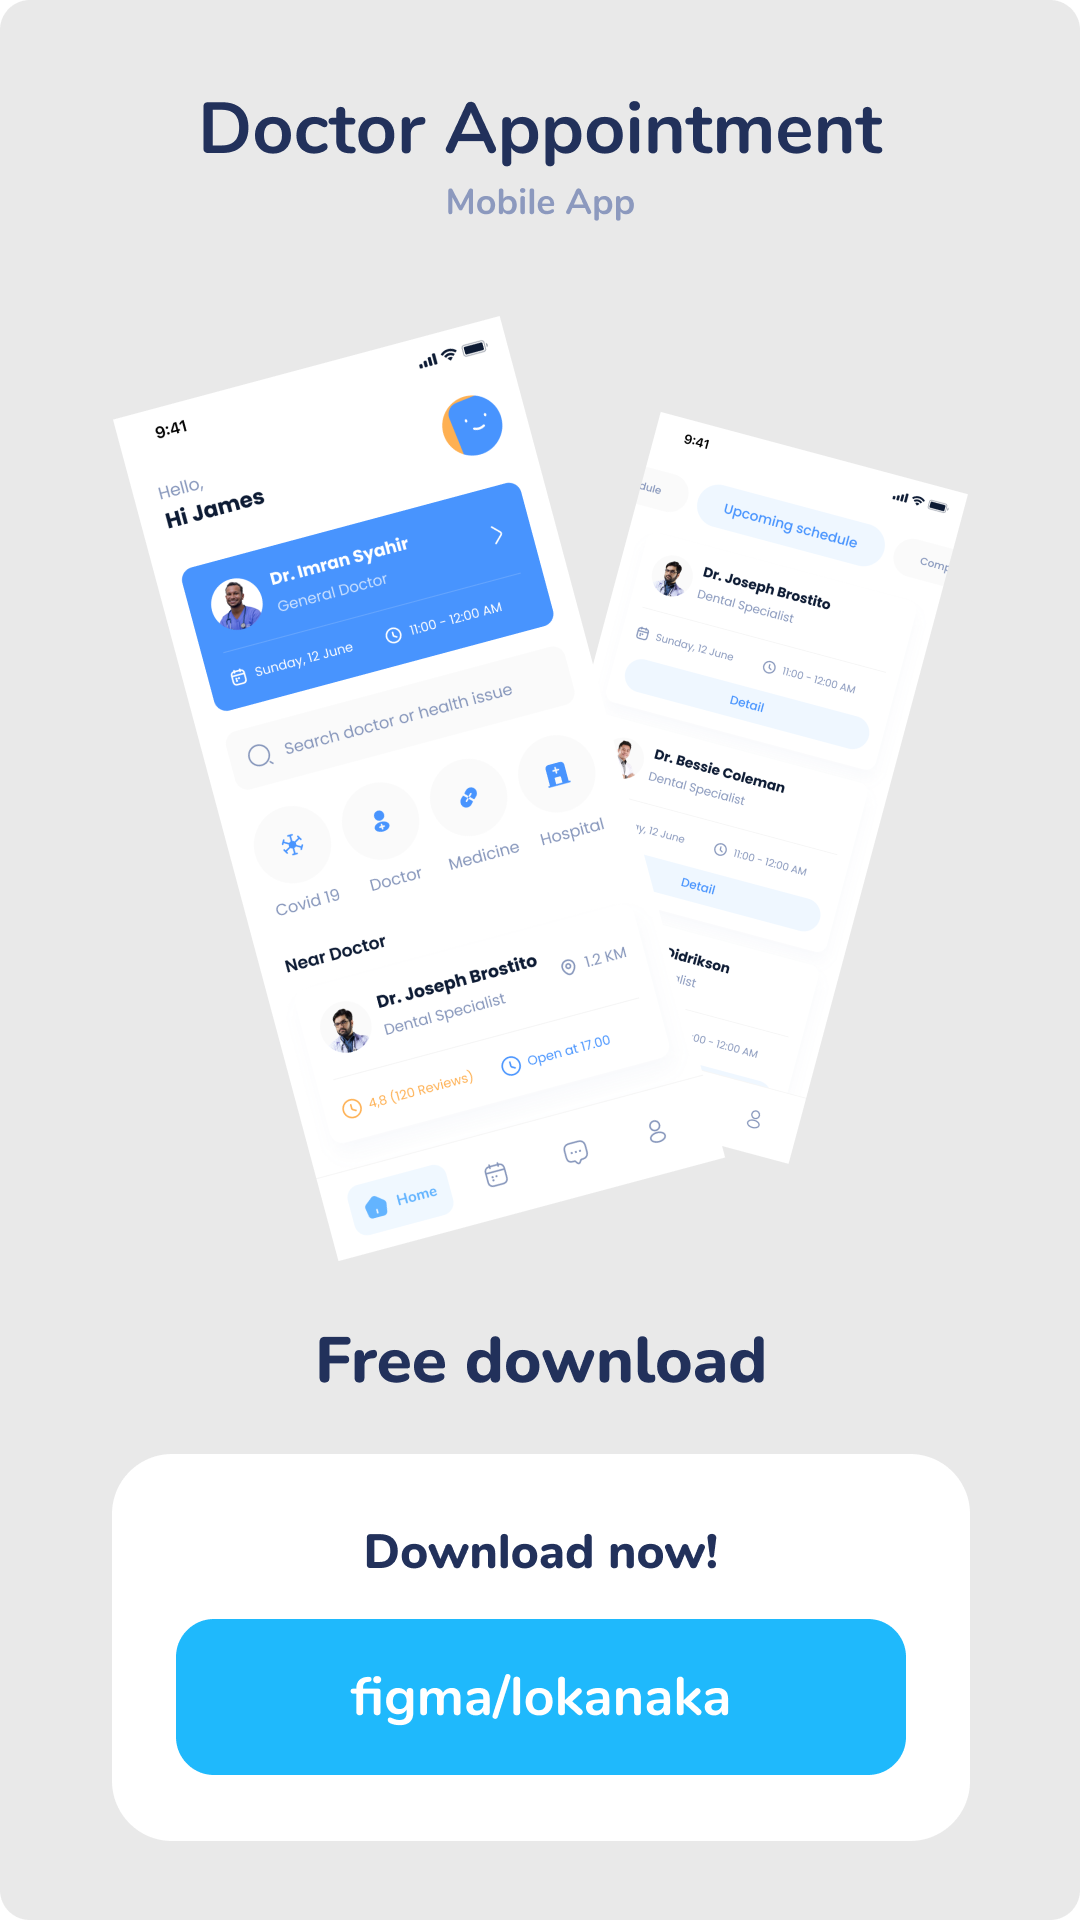 Doctor Appointment
Mobile App
9:41
Hello,
Hi James
Dr. Imran Syahir
General Doctor
Sunday, 12 June
11:00 - 12:00 AM
Search doctor or health issue
Covid 19
Doctor
Medicine
Hospital
Near Doctor
Dr. Joseph Brostito
Dental Specialist
1.2 KM
4,8 (120 Reviews)
Open at 17.00
Home
9:41
dule
Upcoming schedule
Comp
Dr. Joseph Brostito
Dental Specialist
Sunday, 12 June
11:00 - 12:00 AM
Detail
Dr. Bessie Coleman
Dental Specialist
ay, 12 June
11:00 - 12:00 AM
Detail
Didrikson
alist
:00 - 12:00 AM
Free download
Download now!
figma/lokanaka